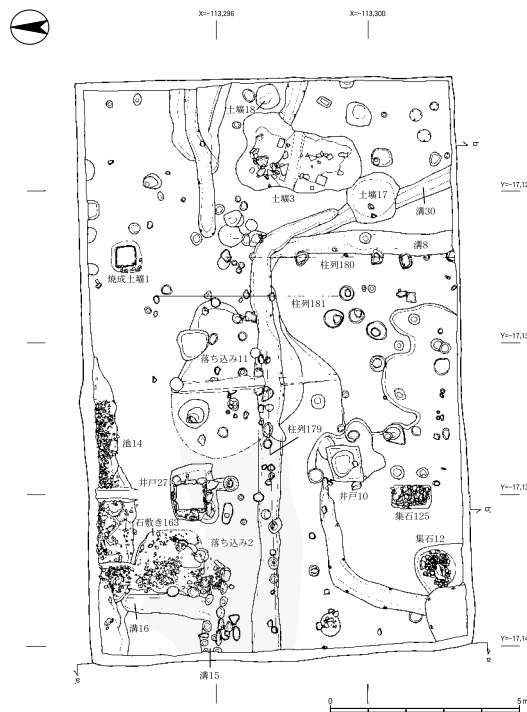 X=-113,296
X=-113,300
土壙18
土壙3
土壙17
溝30
Y=-17,12
溝8
柱列180
焼成土壙1
柱列181
Y=-17,13
落ち込み11
柱列179
池14
井戸27
井戸10
Y=-17,13
集石125
石敷き163
落ち込み2
集石12
溝16
Y=-17,14
溝15
0
5m